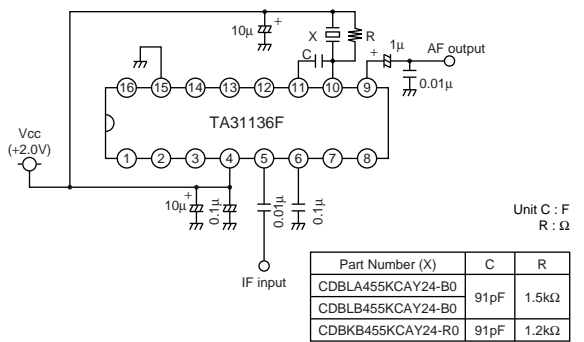 10μ
+
X
R
C
+
1μ
AF output
0.01μ
16 15 14 13 12 11 10 9
TA31136F
Vcc
(+2.0V)
1 2 3 4 5 6 7 8
10μ
+
0.1μ
0.01μ
0.1μ
IF input
Unit C : F
R : Ω
Part Number (X) C R
CDBLA455KCAY24-B0 91pF 1.5kΩ
CDBLB455KCAY24-B0
CDBKB455KCAY24-R0 91pF 1.2kΩ